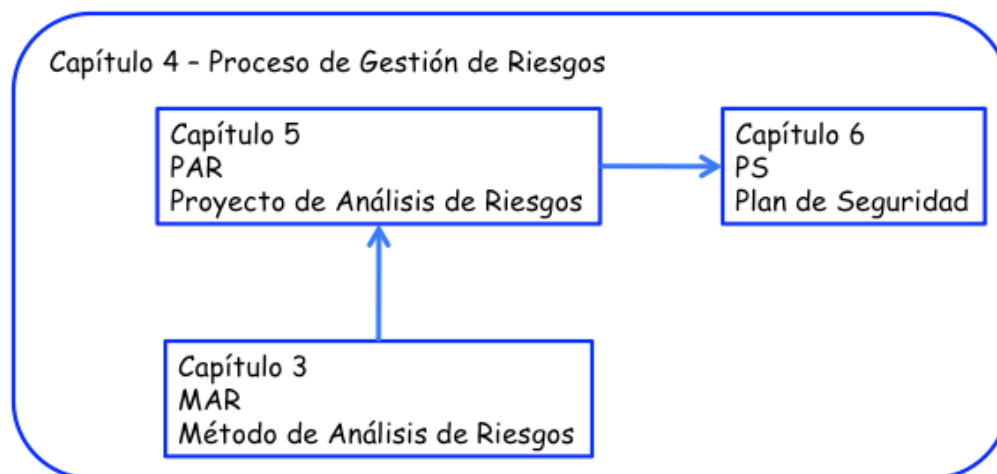 Capítulo 4 – Proceso de Gestión de Riesgos
Capítulo 5
PAR
Proyecto de Análisis de Riesgos
Capítulo 6
PS
Plan de Seguridad
Capítulo 3
MAR
Método de Análisis de Riesgos